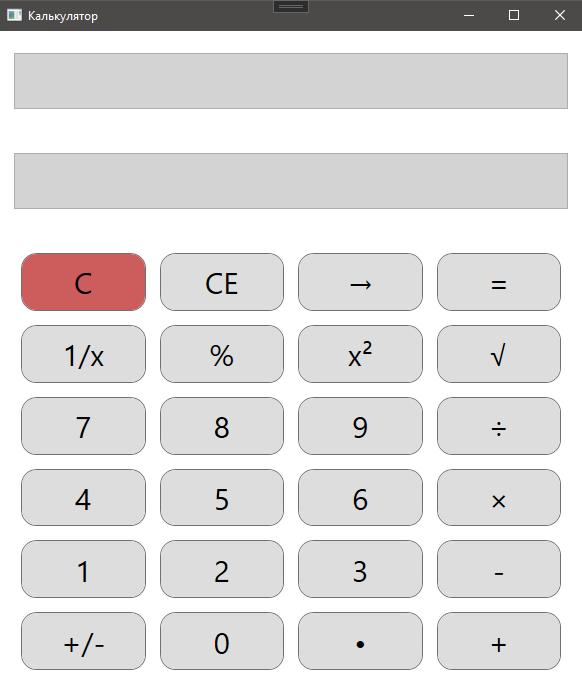 Калькулятор
C CE → =
1/x % x² √
7 8 9 ÷
4 5 6 ×
1 2 3 -
+/- 0 • +